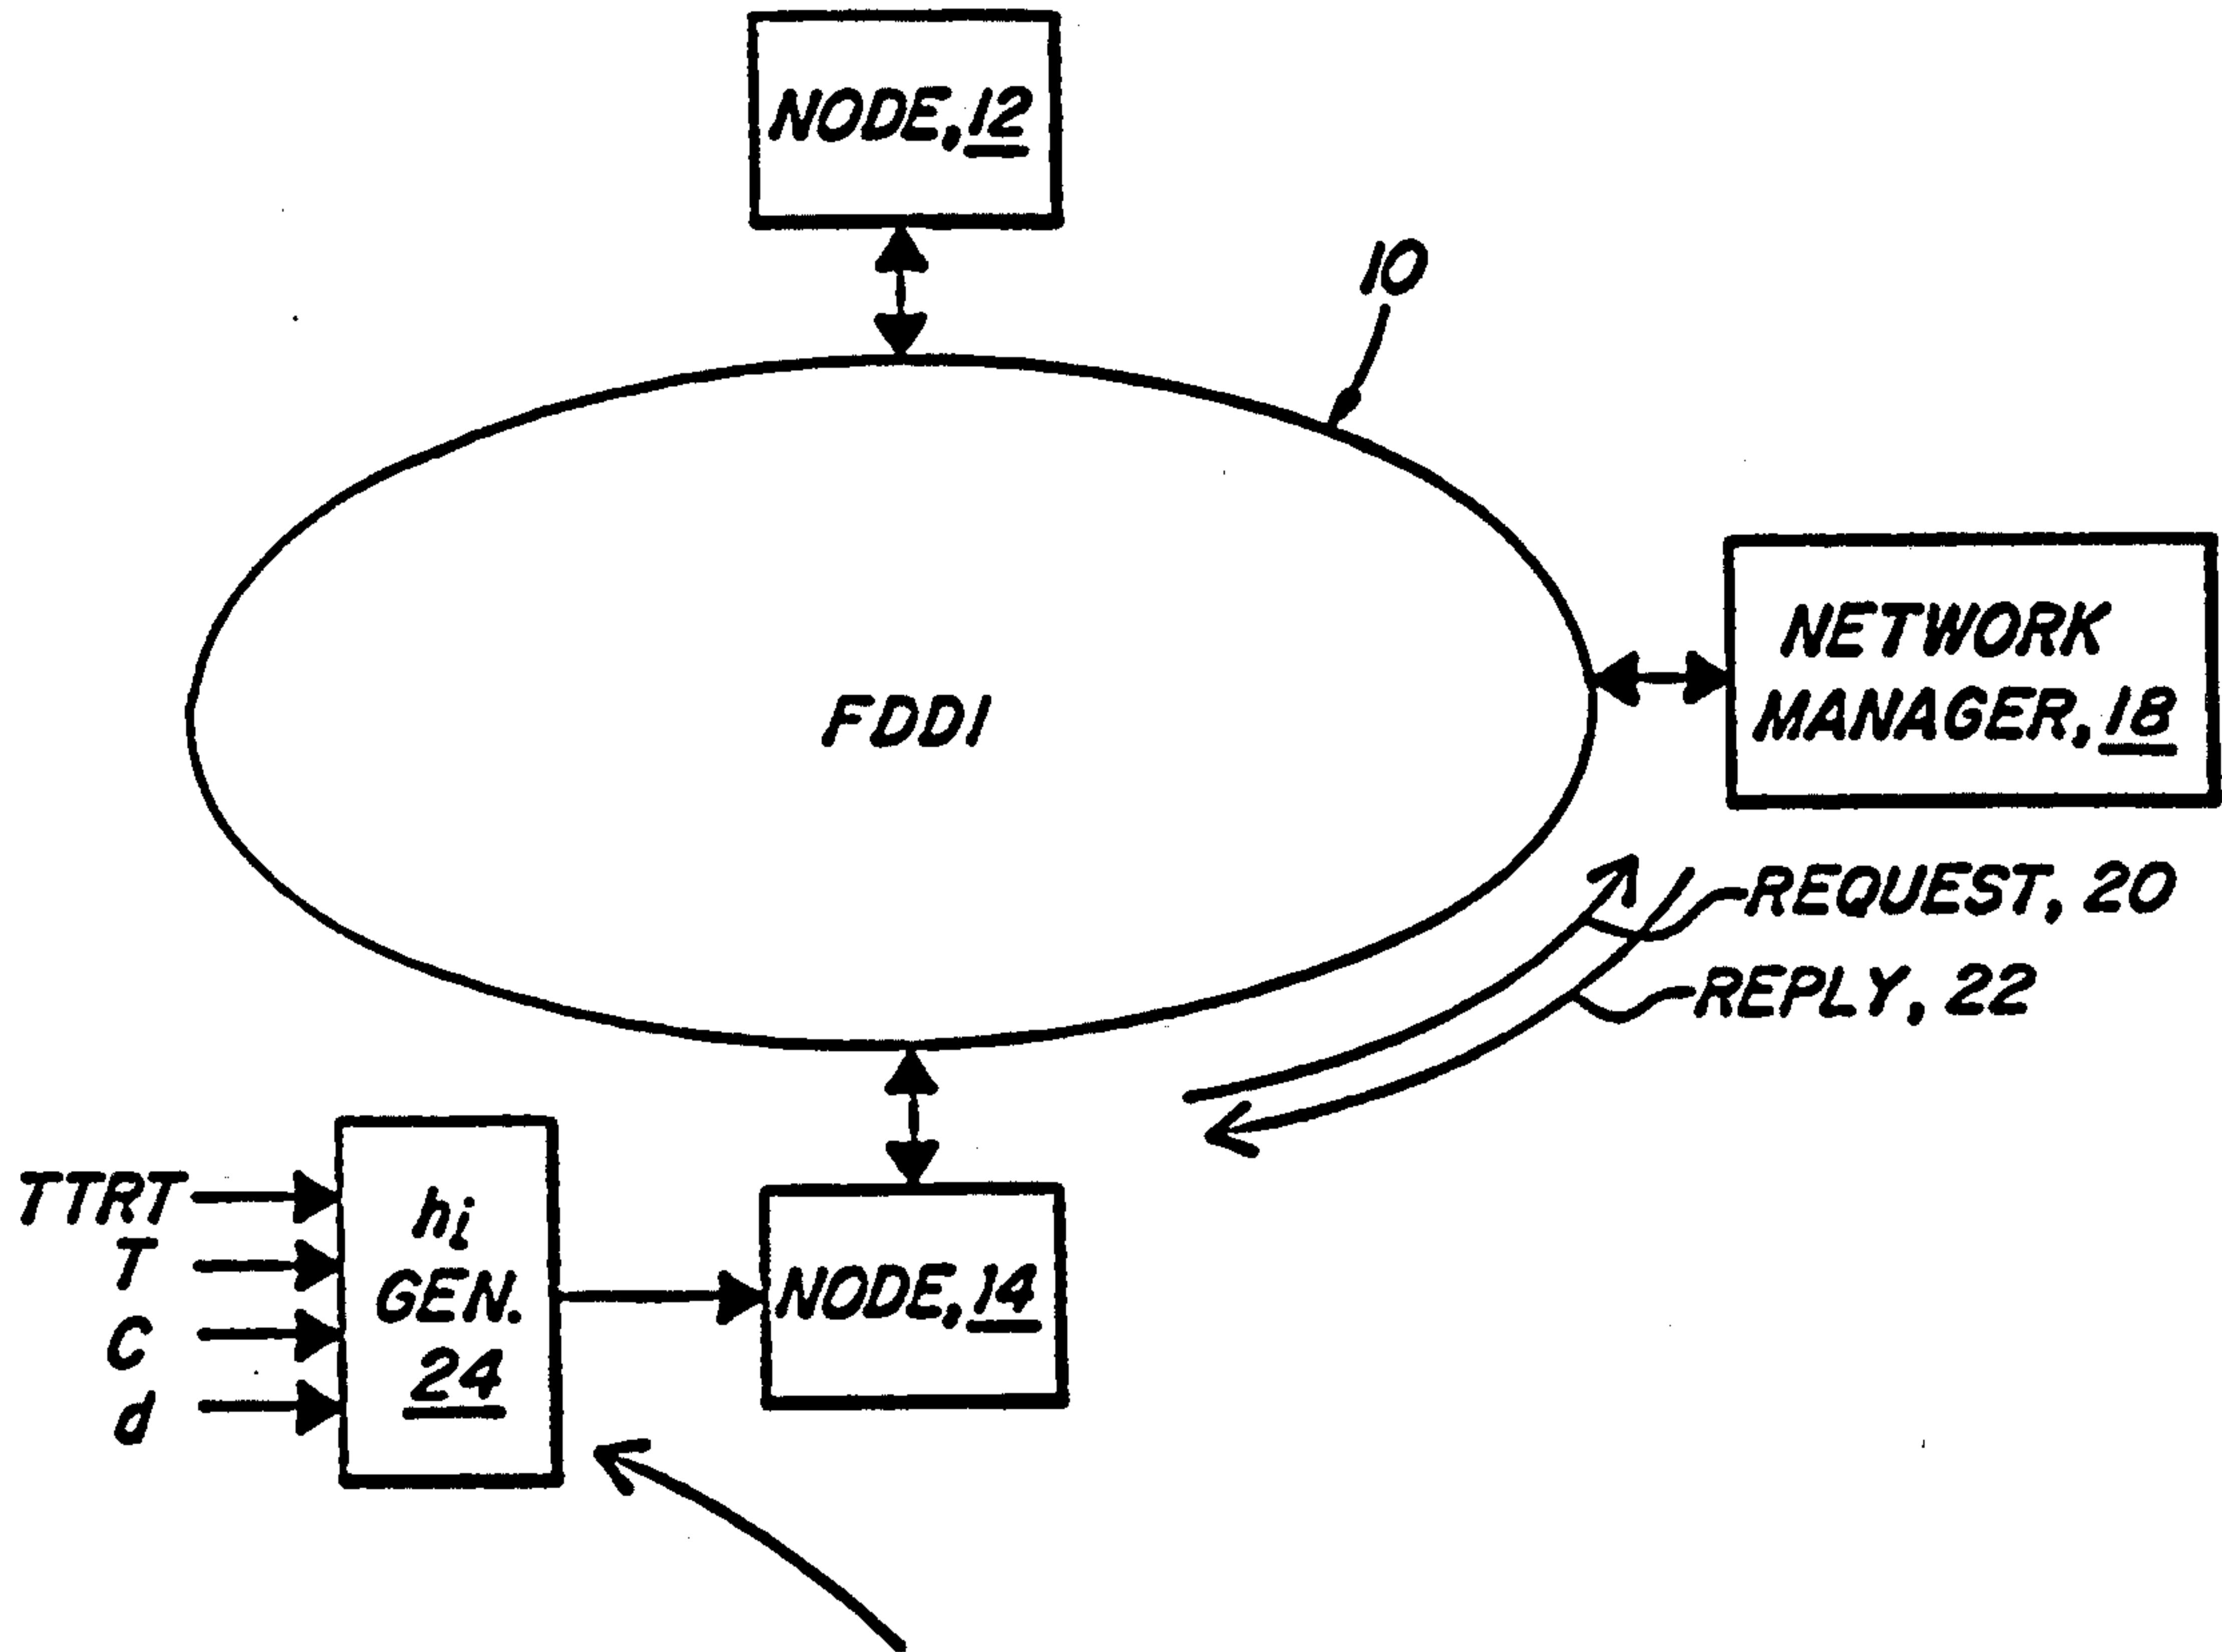 NODE, 12
10
NETWORK
MANAGER, 18
FDDI
REQUEST, 20
REPLY, 22
TTRT
T
C
d
hi
GEN.
24
NODE, 14